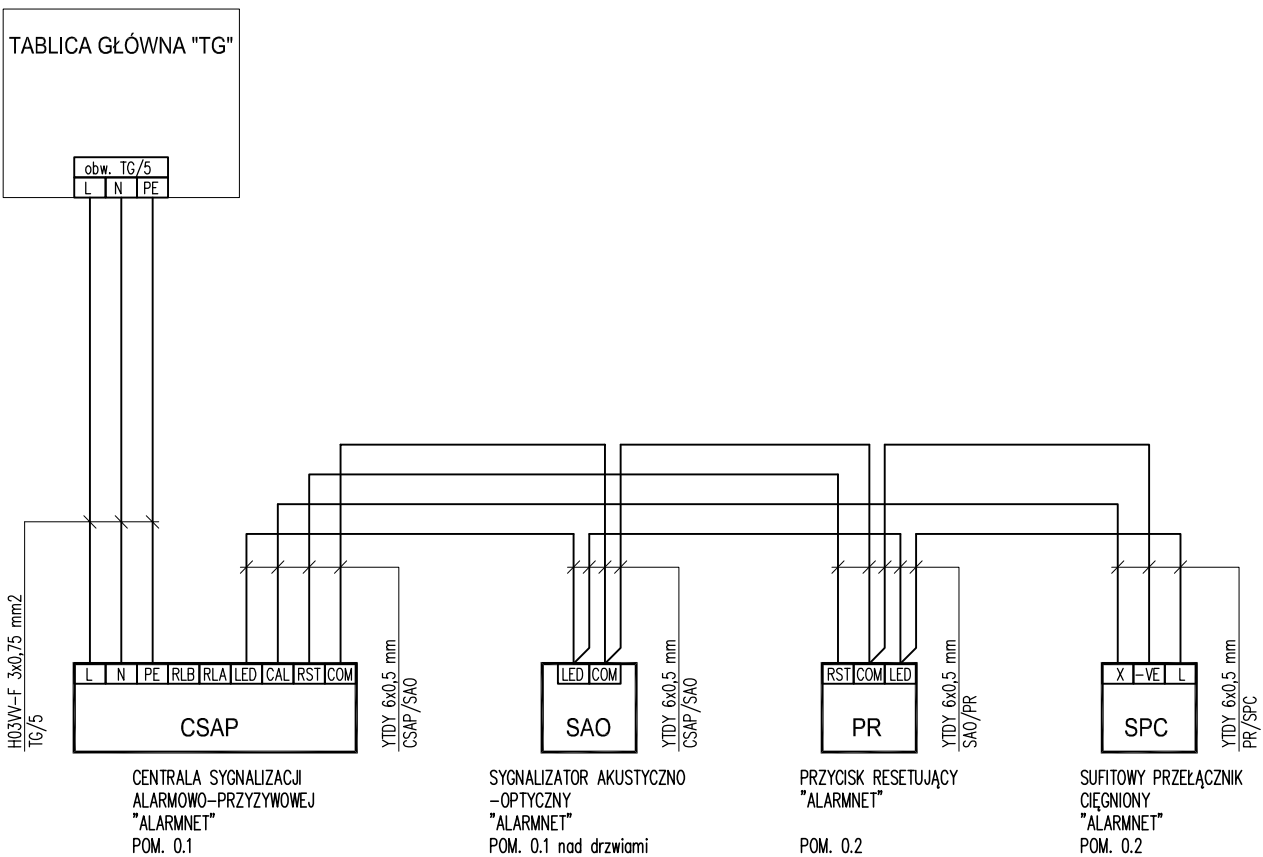 TABLICA GŁÓWNA "TG"
obw. TG/5
L N PE
H03VV-F 3x0,75 mm2
TG/5
L N PE RLB RLA LED CAL RST COM
CSAP
YTDY 6x0,5 mm
CSAP/SAO
LED COM
SAO
YTDY 6x0,5 mm
CSAP/SAO
RST COM LED
PR
YTDY 6x0,5 mm
SAO/PR
X -VE L
SPC
YTDY 6x0,5 mm
PR/SPC
CENTRALA SYGNALIZACJI
ALARMOWO-PRZYZYWOWEJ
"ALARMNET"
POM. 0.1
SYGNALIZATOR AKUSTYCZNO
-OPTYCZNY
"ALARMNET"
POM. 0.1 nad drzwiami
PRZYCISK RESETUJĄCY
"ALARMNET"
POM. 0.2
SUFITOWY PRZEŁĄCZNIK
CIĘGNIONY
"ALARMNET"
POM. 0.2